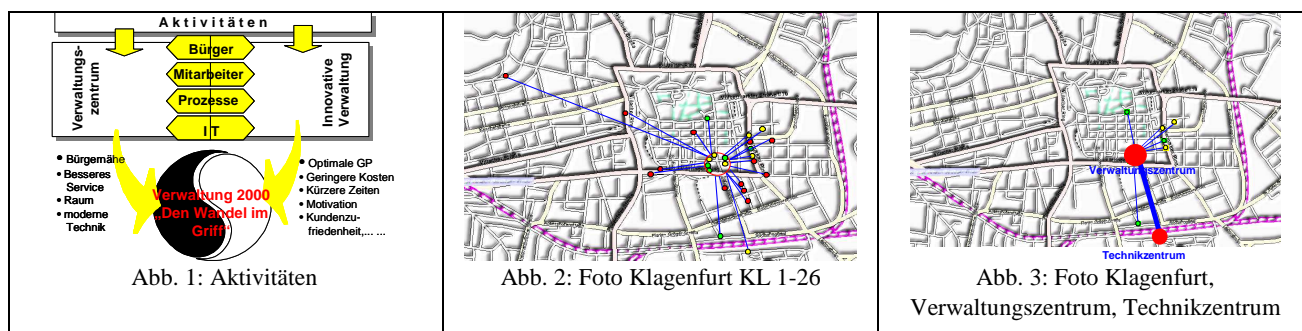 Aktivitäten
Verwaltungs-
zentrum
Bürger
Mitarbeiter
Prozesse
IT
Innovative
Verwaltung
• Bürgernähe
• Besseres
Service
• Raum
• moderne
Technik
Verwaltung 2000
„Den Wandel im
Griff“
• Optimale GP
• Geringere Kosten
• Kürzere Zeiten
• Motivation
• Kundenzu-
friedenheit,... ...
Abb. 1: Aktivitäten
Abb. 2: Foto Klagenfurt KL 1-26
Verwaltungszentrum
Technikzentrum
Abb. 3: Foto Klagenfurt,
Verwaltungszentrum, Technikzentrum